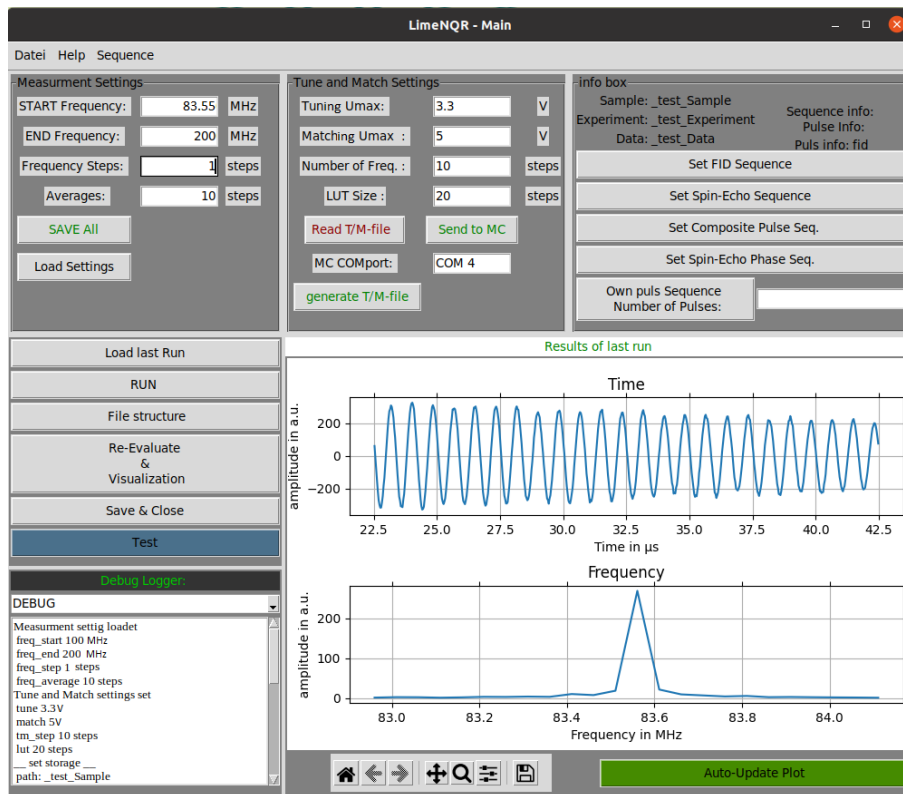 LimeNQR - Main
Datei Help Sequence
Measurment Settings
START Frequency: 83.55 MHz
END Frequency: 200 MHz
Frequency Steps: 1 steps
Averages: 10 steps
SAVE All
Load Settings
Tune and Match Settings
Tuning Umax: 3.3 V
Matching Umax : 5 V
Number of Freq. : 10 steps
LUT Size : 20 steps
Read T/M-file Send to MC
MC COMport: COM 4
generate T/M-file
info box
Sample: _test_Sample
Experiment: _test_Experiment
Data: _test_Data
Sequence info:
Pulse Info:
Puls info: fid
Set FID Sequence
Set Spin-Echo Sequence
Set Composite Pulse Seq.
Set Spin-Echo Phase Seq.
Own puls Sequence
Number of Pulses:
Load last Run
RUN
File structure
Re-Evaluate
&
Visualization
Save & Close
Test
Debug Logger:
DEBUG
Measurment settig loadet
freq_start 100 MHz
freq_end 200 MHz
freq_step 1 steps
freq_average 10 steps
Tune and Match settings set
tune 3.3V
match 5V
tm_step 10 steps
lut 20 steps
__ set storage __
path: _test_Sample
Results of last run
Time
amplitude in a.u.
200
0
−200
22.5 25.0 27.5 30.0 32.5 35.0 37.5 40.0 42.5
Time in µs
Frequency
amplitude in a.u.
200
100
0
83.0 83.2 83.4 83.6 83.8 84.0
Frequency in MHz
Auto-Update Plot